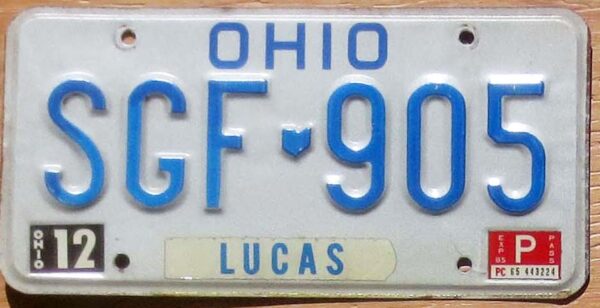 OHIO
SGF 905
OHIO 12
LUCAS
EXP 85 P PASS
PC 65 443224